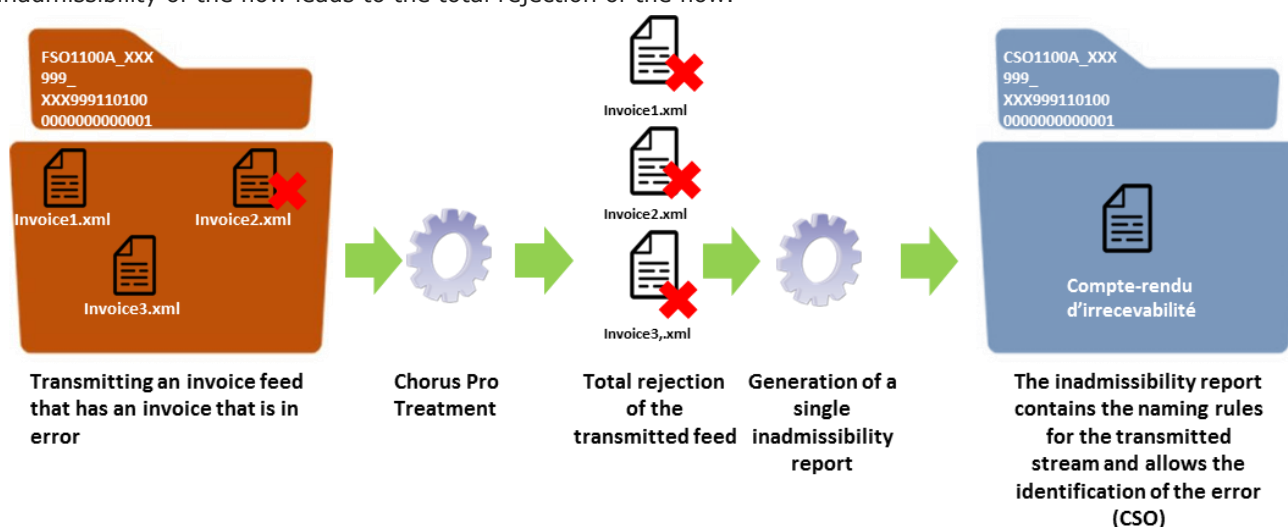 inadmissibility of the flow leads to the total rejection of the flow.
FSO1100A_XXX
999_
XXX999110100
0000000000001
Invoice1.xml
Invoice2.xml
Invoice3.xml
Invoice1.xml
Invoice2.xml
Invoice3,.xml
CSO1100A_XXX
999_
XXX999110100
0000000000001
Compte-rendu
d’irrecevabilité
Transmitting an invoice feed
that has an invoice that is in
error
Chorus Pro
Treatment
Total rejection
of the
transmitted feed
Generation of a
single
inadmissibility
report
The inadmissibility report
contains the naming rules
for the transmitted
stream and allows the
identification of the error
(CSO)